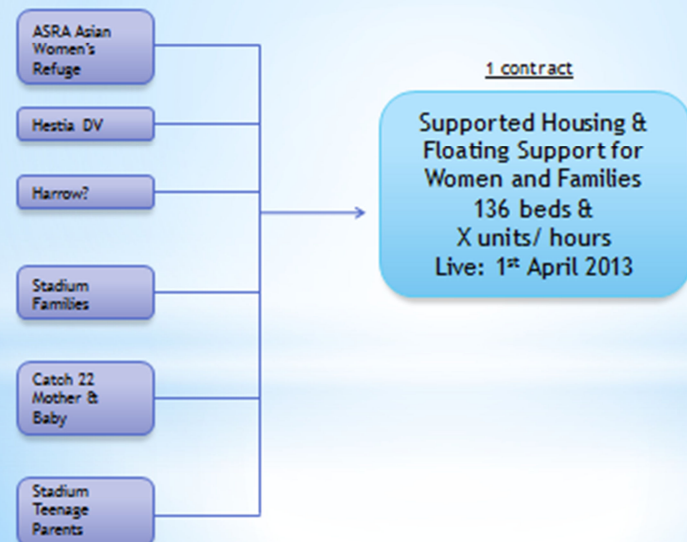 ASRA Asian
Women's
Refuge
Hestia DV
Harrow?
Stadium
Families
Catch 22
Mother &
Baby
Stadium
Teenage
Parents
1 contract
Supported Housing &
Floating Support for
Women and Families
136 beds &
X units/ hours
Live: 1st April 2013